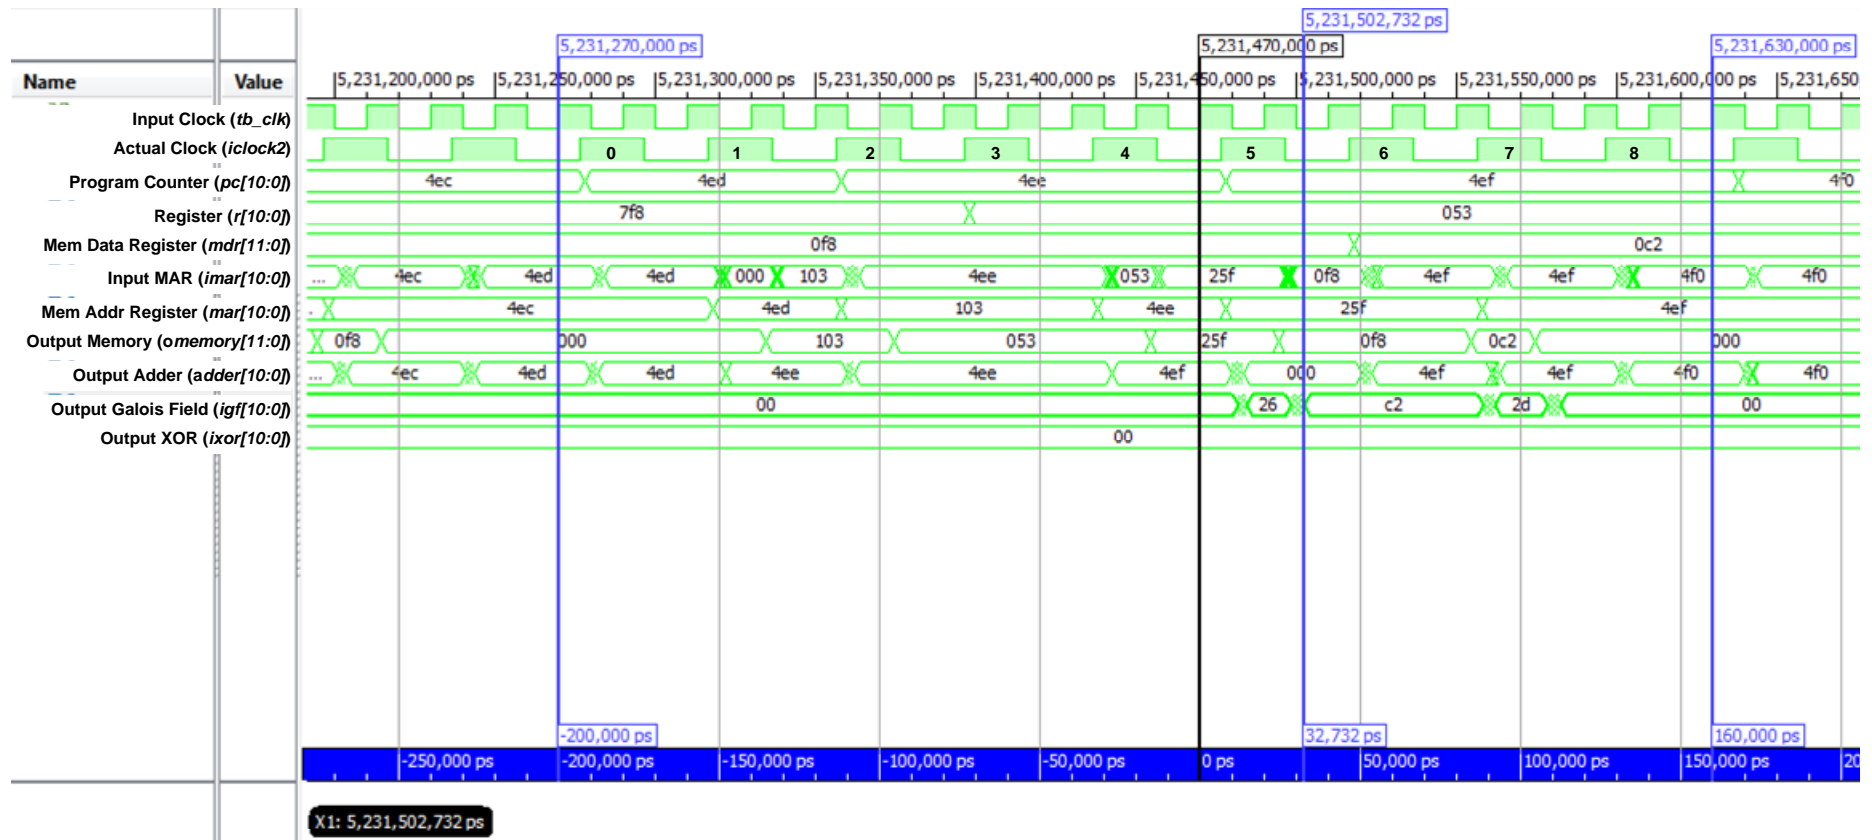 5,231,502,732 ps
5,231,270,000 ps 5,231,470,000 ps 5,231,630,000 ps
Name Value 5,231,200,000 ps 5,231,250,000 ps 5,231,300,000 ps 5,231,350,000 ps 5,231,400,000 ps 5,231,450,000 ps 5,231,500,000 ps 5,231,550,000 ps 5,231,600,000 ps 5,231,650
Input Clock (tb_clk)
Actual Clock (iclock2) 0 1 2 3 4 5 6 7 8
Program Counter (pc[10:0]) 4ec 4ed 4ee 4ef 4f0
Register (r[10:0]) 7f8 053
Mem Data Register (mdr[11:0]) 0f8 0c2
Input MAR (imar[10:0]) ... 4ec 4ed 4ed 000 103 4ee 053 25f 0f8 4ef 4ef 4f0 4f0
Mem Addr Register (mar[10:0]) . 4ec 4ed 103 4ee 25f 4ef
Output Memory (omemory[11:0]) 0f8 000 103 053 25f 0f8 0c2 000
Output Adder (adder[10:0]) ... 4ec 4ed 4ed 4ee 4ee 4ef 000 4ef 4ef 4f0 4f0
Output Galois Field (igf[10:0]) 00 26 c2 2d 00
Output XOR (ixor[10:0]) 00
-200,000 ps 32,732 ps 160,000 ps
-250,000 ps -200,000 ps -150,000 ps -100,000 ps -50,000 ps 0 ps 50,000 ps 100,000 ps 150,000 ps 20
X1: 5,231,502,732 ps